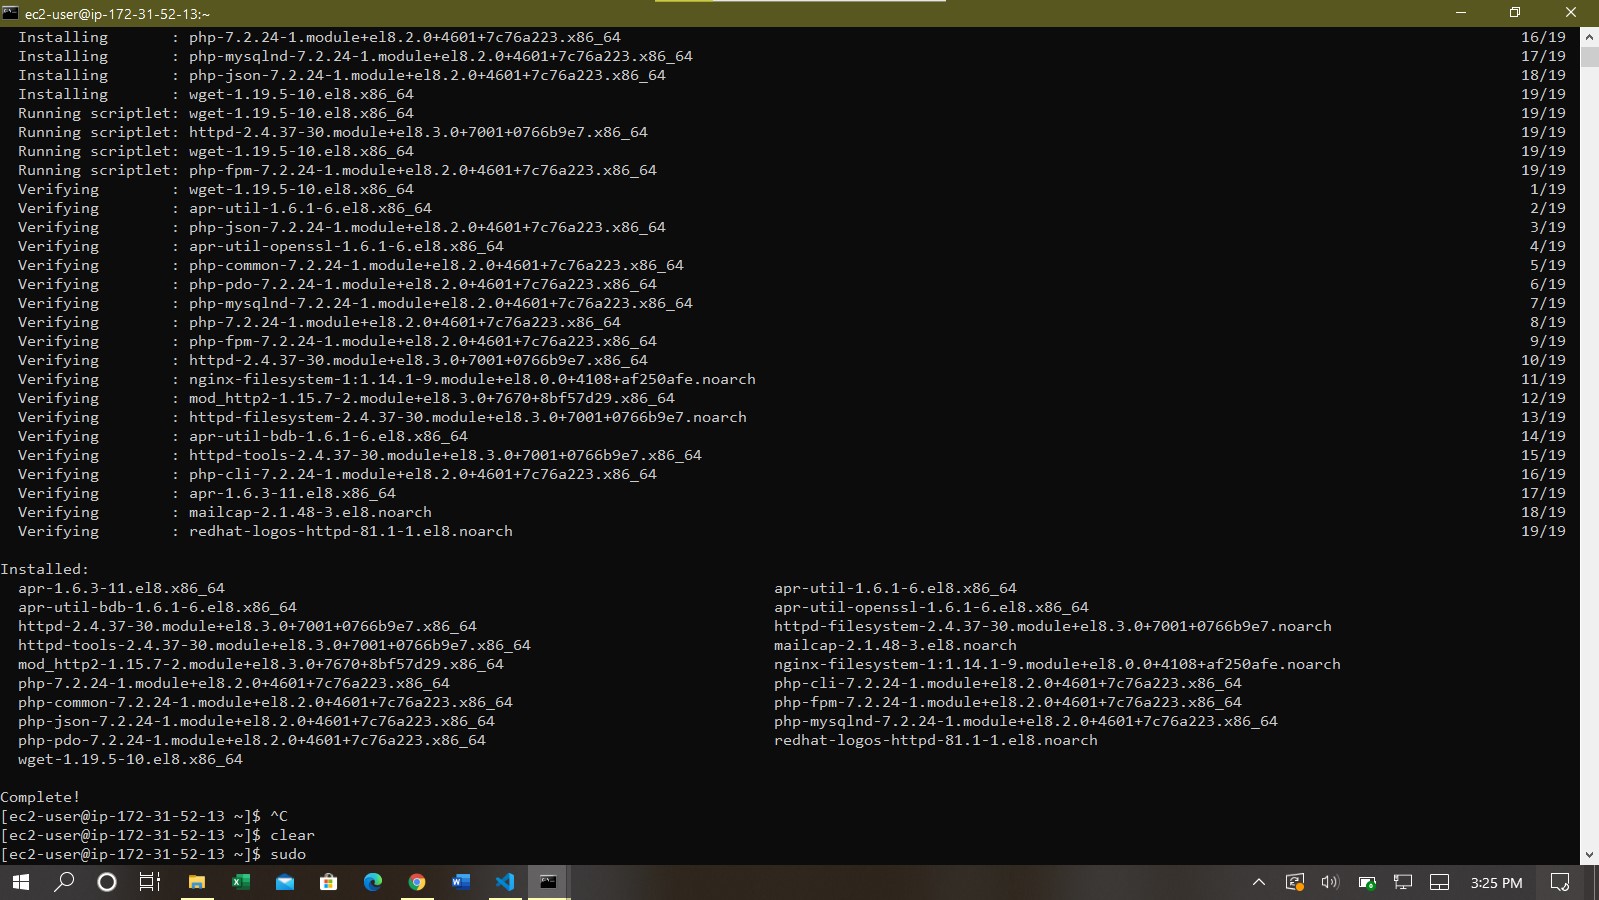 ec2-user@ip-172-31-52-13:~
Installing : php-7.2.24-1.module+el8.2.0+4601+7c76a223.x86_64 16/19
Installing : php-mysqlnd-7.2.24-1.module+el8.2.0+4601+7c76a223.x86_64 17/19
Installing : php-json-7.2.24-1.module+el8.2.0+4601+7c76a223.x86_64 18/19
Installing : wget-1.19.5-10.el8.x86_64 19/19
Running scriptlet: wget-1.19.5-10.el8.x86_64 19/19
Running scriptlet: httpd-2.4.37-30.module+el8.3.0+7001+0766b9e7.x86_64 19/19
Running scriptlet: wget-1.19.5-10.el8.x86_64 19/19
Running scriptlet: php-fpm-7.2.24-1.module+el8.2.0+4601+7c76a223.x86_64 19/19
Verifying : wget-1.19.5-10.el8.x86_64 1/19
Verifying : apr-util-1.6.1-6.el8.x86_64 2/19
Verifying : php-json-7.2.24-1.module+el8.2.0+4601+7c76a223.x86_64 3/19
Verifying : apr-util-openssl-1.6.1-6.el8.x86_64 4/19
Verifying : php-common-7.2.24-1.module+el8.2.0+4601+7c76a223.x86_64 5/19
Verifying : php-pdo-7.2.24-1.module+el8.2.0+4601+7c76a223.x86_64 6/19
Verifying : php-mysqlnd-7.2.24-1.module+el8.2.0+4601+7c76a223.x86_64 7/19
Verifying : php-7.2.24-1.module+el8.2.0+4601+7c76a223.x86_64 8/19
Verifying : php-fpm-7.2.24-1.module+el8.2.0+4601+7c76a223.x86_64 9/19
Verifying : httpd-2.4.37-30.module+el8.3.0+7001+0766b9e7.x86_64 10/19
Verifying : nginx-filesystem-1:1.14.1-9.module+el8.0.0+4108+af250afe.noarch 11/19
Verifying : mod_http2-1.15.7-2.module+el8.3.0+7670+8bf57d29.x86_64 12/19
Verifying : httpd-filesystem-2.4.37-30.module+el8.3.0+7001+0766b9e7.noarch 13/19
Verifying : apr-util-bdb-1.6.1-6.el8.x86_64 14/19
Verifying : httpd-tools-2.4.37-30.module+el8.3.0+7001+0766b9e7.x86_64 15/19
Verifying : php-cli-7.2.24-1.module+el8.2.0+4601+7c76a223.x86_64 16/19
Verifying : apr-1.6.3-11.el8.x86_64 17/19
Verifying : mailcap-2.1.48-3.el8.noarch 18/19
Verifying : redhat-logos-httpd-81.1-1.el8.noarch 19/19
Installed:
apr-1.6.3-11.el8.x86_64 apr-util-1.6.1-6.el8.x86_64
apr-util-bdb-1.6.1-6.el8.x86_64 apr-util-openssl-1.6.1-6.el8.x86_64
httpd-2.4.37-30.module+el8.3.0+7001+0766b9e7.x86_64 httpd-filesystem-2.4.37-30.module+el8.3.0+7001+0766b9e7.noarch
httpd-tools-2.4.37-30.module+el8.3.0+7001+0766b9e7.x86_64 mailcap-2.1.48-3.el8.noarch
mod_http2-1.15.7-2.module+el8.3.0+7670+8bf57d29.x86_64 nginx-filesystem-1:1.14.1-9.module+el8.0.0+4108+af250afe.noarch
php-7.2.24-1.module+el8.2.0+4601+7c76a223.x86_64 php-cli-7.2.24-1.module+el8.2.0+4601+7c76a223.x86_64
php-common-7.2.24-1.module+el8.2.0+4601+7c76a223.x86_64 php-fpm-7.2.24-1.module+el8.2.0+4601+7c76a223.x86_64
php-json-7.2.24-1.module+el8.2.0+4601+7c76a223.x86_64 php-mysqlnd-7.2.24-1.module+el8.2.0+4601+7c76a223.x86_64
php-pdo-7.2.24-1.module+el8.2.0+4601+7c76a223.x86_64 redhat-logos-httpd-81.1-1.el8.noarch
wget-1.19.5-10.el8.x86_64
Complete!
[ec2-user@ip-172-31-52-13 ~]$ ^C
[ec2-user@ip-172-31-52-13 ~]$ clear
[ec2-user@ip-172-31-52-13 ~]$ sudo
3:25 PM